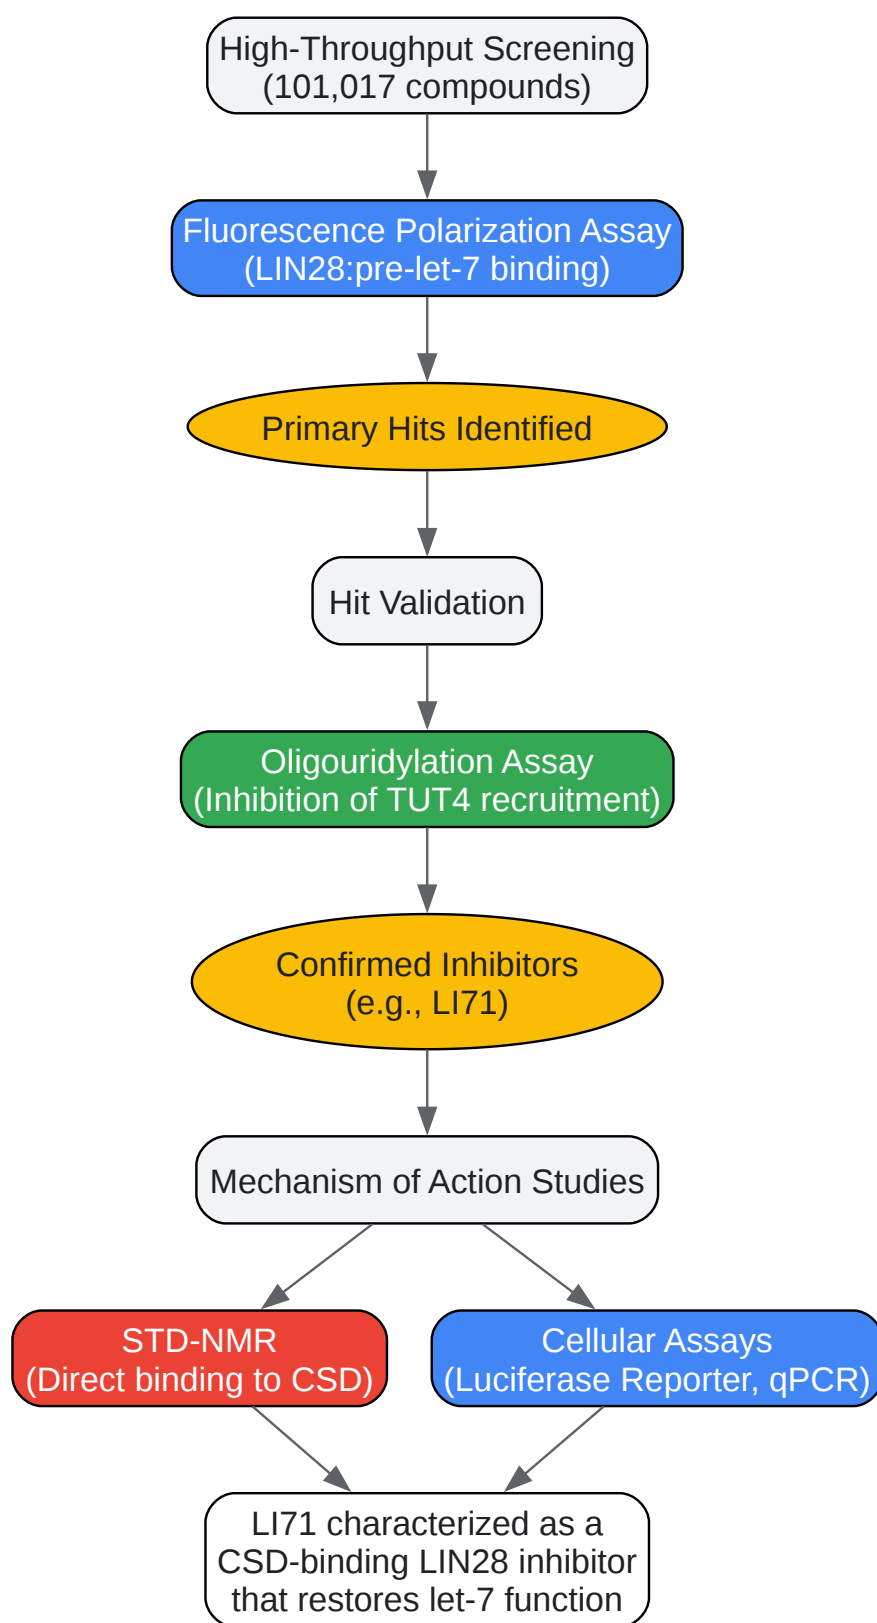 High-Throughput Screening
(101,017 compounds)
Fluorescence Polarization Assay
(LIN28:pre-let-7 binding)
Primary Hits Identified
Hit Validation
Oligouridylation Assay
(Inhibition of TUT4 recruitment)
Confirmed Inhibitors
(e.g., LI71)
Mechanism of Action Studies
STD-NMR
(Direct binding to CSD)
Cellular Assays
(Luciferase Reporter, qPCR)
LI71 characterized as a
CSD-binding LIN28 inhibitor
that restores let-7 function